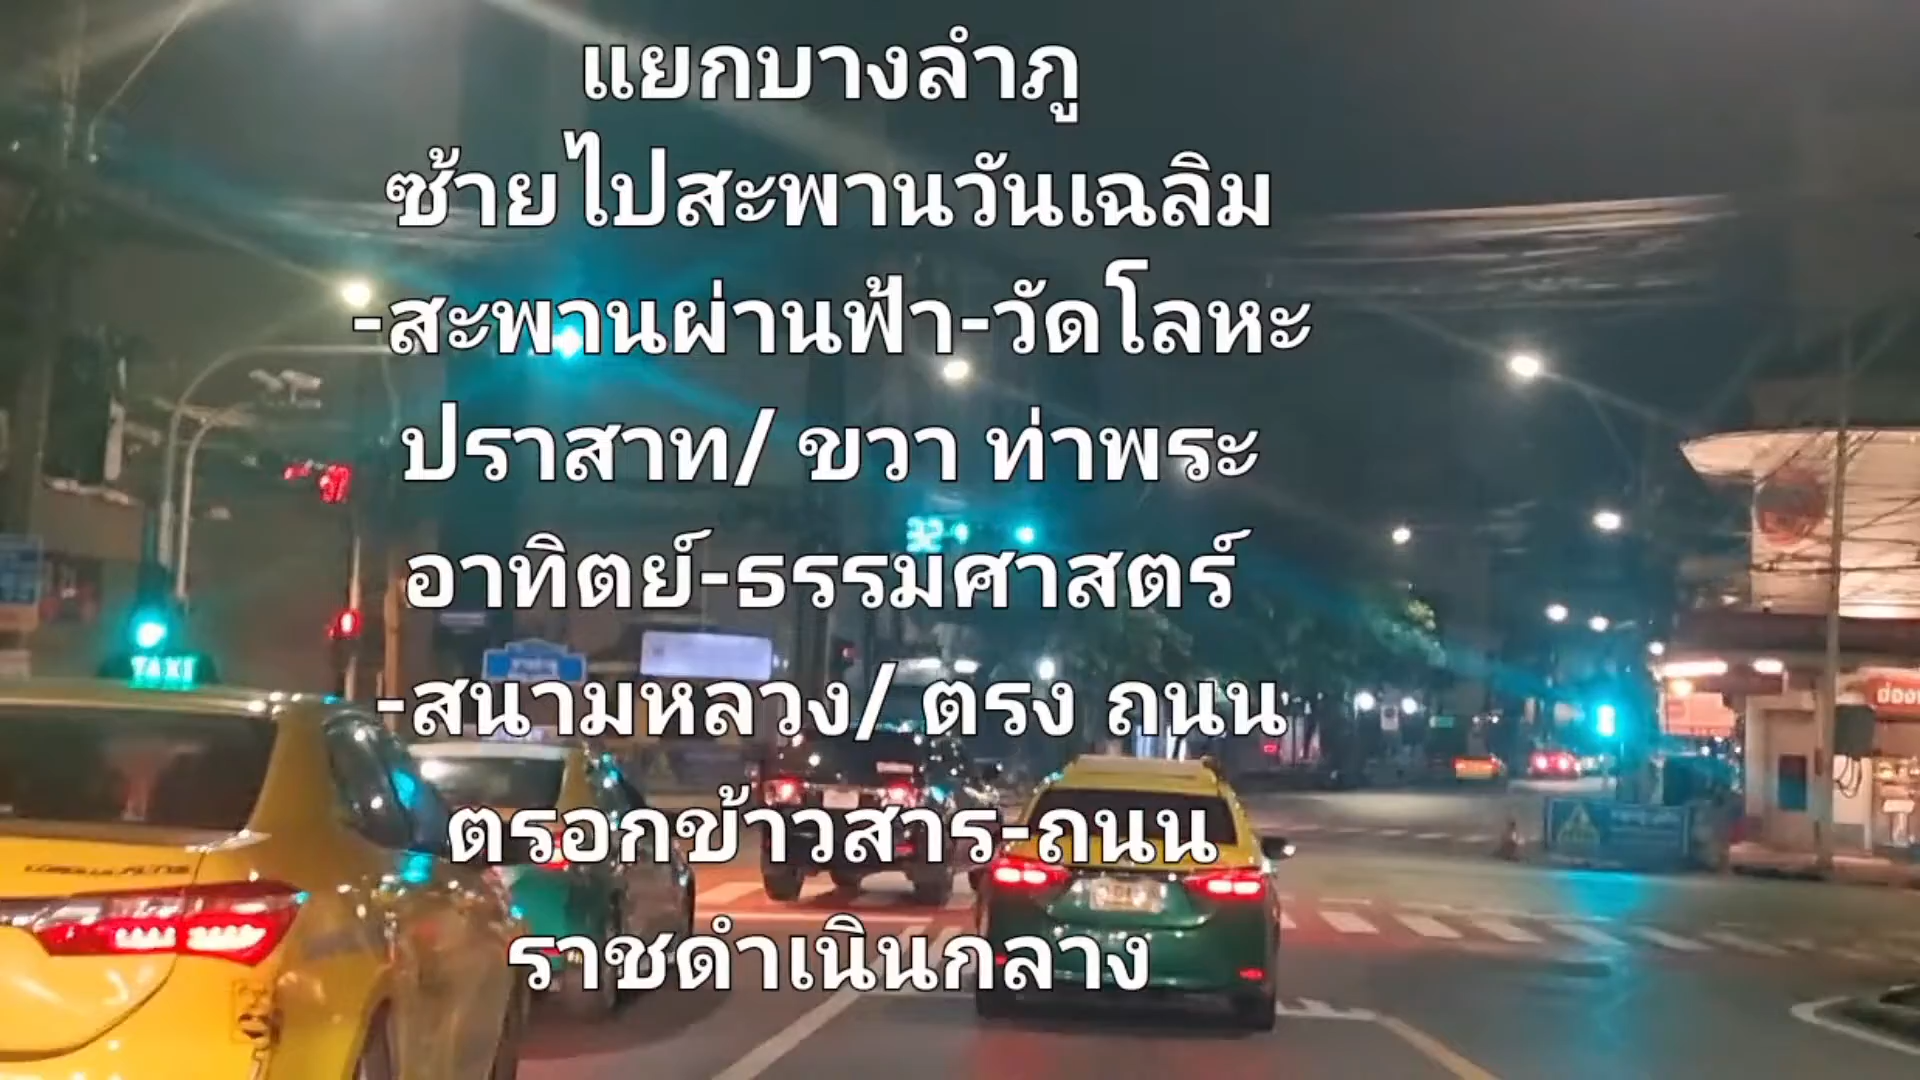 แยกบางลำภู
ซ้ายไปสะพานวันเฉลิม
-สะพานผ่านฟ้า-วัดโลหะ
ปราสาท/ ขวา ท่าพระ
อาทิตย์-ธรรมศาสตร์
-สนามหลวง/ ตรง ถนน
ตรอกข้าวสาร-ถนน
ราชดำเนินกลาง
TAXI